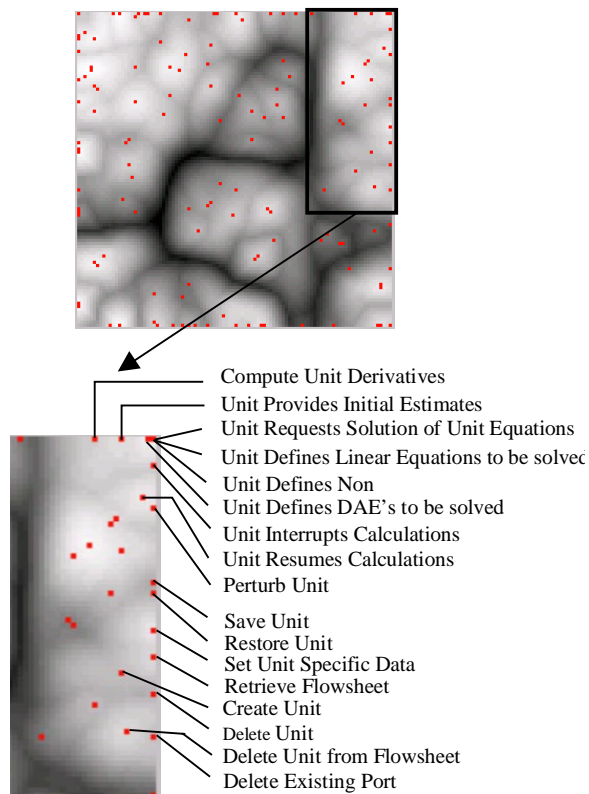 Compute Unit Derivatives
Unit Provides Initial Estimates
Unit Requests Solution of Unit Equations
Unit Defines Linear Equations to be solved
Unit Defines Non
Unit Defines DAE's to be solved
Unit Interrupts Calculations
Unit Resumes Calculations
Perturb Unit
Save Unit
Restore Unit
Set Unit Specific Data
Retrieve Flowsheet
Create Unit
Delete Unit
Delete Unit from Flowsheet
Delete Existing Port